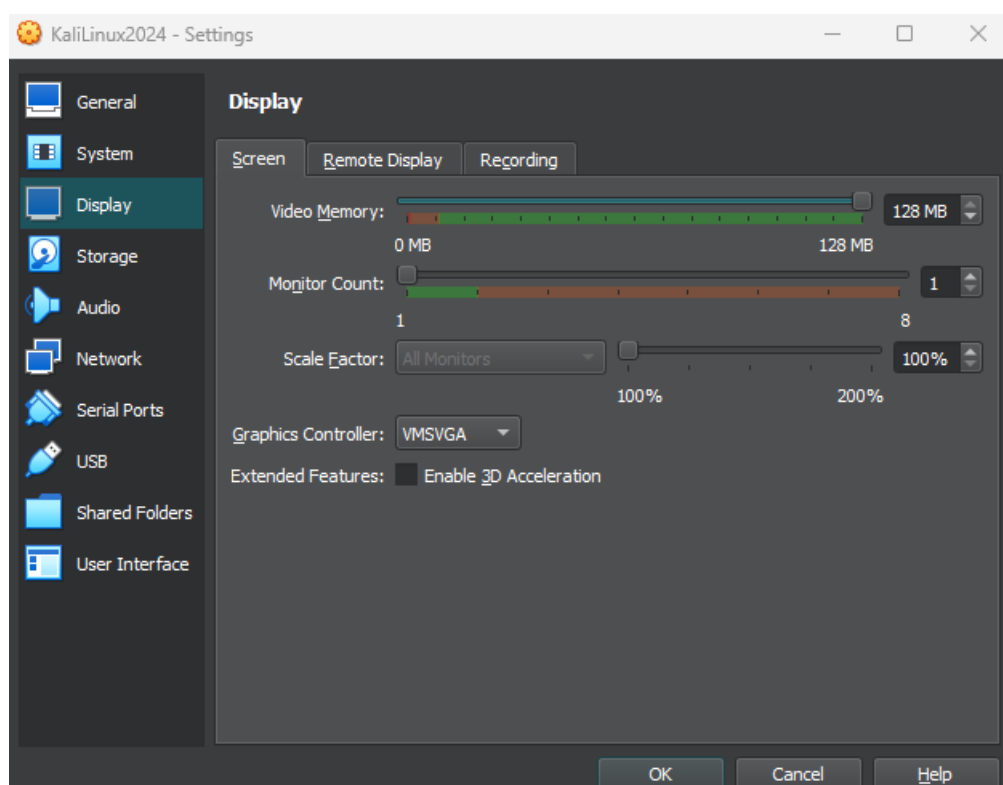 KaliLinux2024 - Settings
General
System
Display
Storage
Audio
Network
Serial Ports
USB
Shared Folders
User Interface
Display
Screen Remote Display Recording
Video Memory: 128 MB
0 MB 128 MB
Monitor Count: 1
1 8
Scale Factor: All Monitors 100%
100% 200%
Graphics Controller: VMSVGA
Extended Features: Enable 3D Acceleration
OK Cancel Help